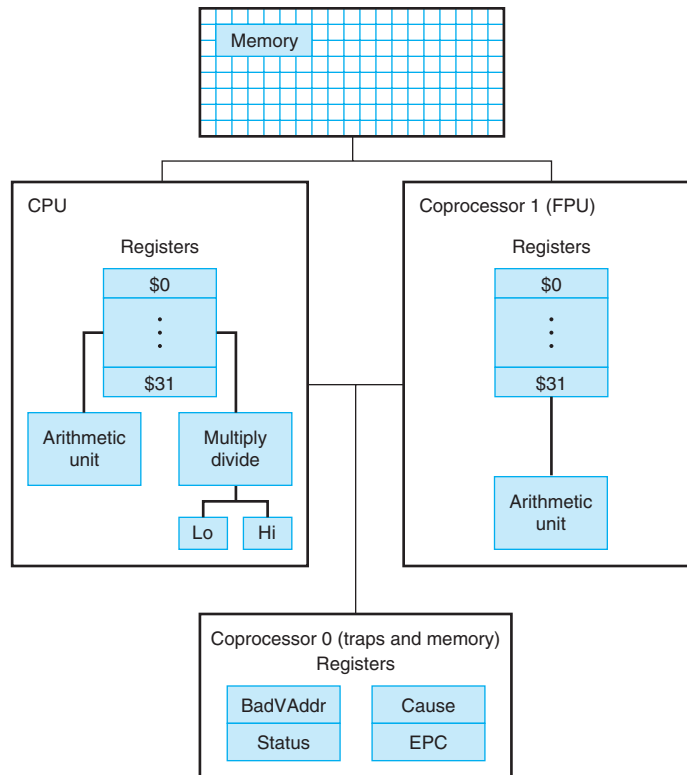 Memory
CPU
Registers
$0
$31
Arithmetic
unit
Multiply
divide
Lo
Hi
Coprocessor 1 (FPU)
Registers
$0
$31
Arithmetic
unit
Coprocessor 0 (traps and memory)
Registers
BadVAddr
Cause
Status
EPC